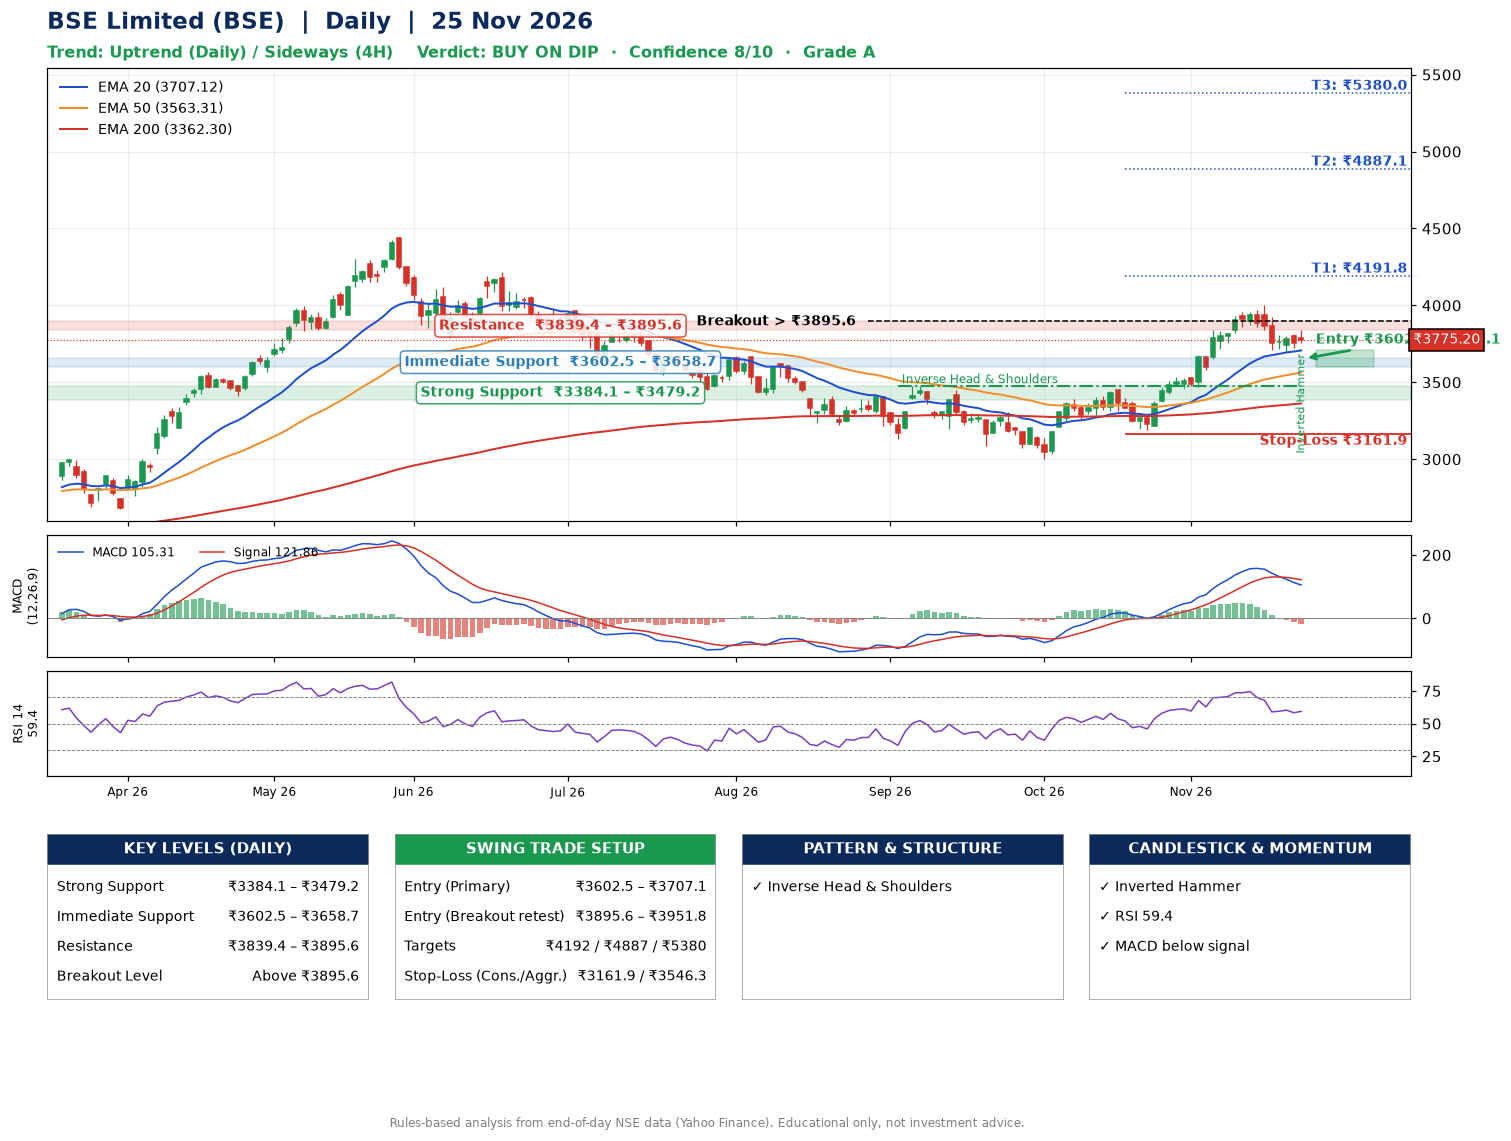 BSE Limited (BSE) | Daily | 25 Nov 2026
Trend: Uptrend (Daily) / Sideways (4H) Verdict: BUY ON DIP · Confidence 8/10 · Grade A
EMA 20 (3707.12)
EMA 50 (3563.31)
EMA 200 (3362.30)
T3: ₹5380.0
T2: ₹4887.1
T1: ₹4191.8
Resistance ₹3839.4 – ₹3895.6
Breakout > ₹3895.6
Immediate Support ₹3602.5 – ₹3658.7
Strong Support ₹3384.1 – ₹3479.2
Inverse Head & Shoulders
Inverted Hammer
Entry ₹3602
.1
₹3775.20
Stop-Loss ₹3161.9
5500
5000
4500
4000
3500
3000
MACD (12,26,9)
MACD 105.31 Signal 121.86
200
0
RSI 14
59.4
75
50
25
Apr 26 May 26 Jun 26 Jul 26 Aug 26 Sep 26 Oct 26 Nov 26
KEY LEVELS (DAILY)
Strong Support ₹3384.1 – ₹3479.2
Immediate Support ₹3602.5 – ₹3658.7
Resistance ₹3839.4 – ₹3895.6
Breakout Level Above ₹3895.6
SWING TRADE SETUP
Entry (Primary) ₹3602.5 – ₹3707.1
Entry (Breakout retest) ₹3895.6 – ₹3951.8
Targets ₹4192 / ₹4887 / ₹5380
Stop-Loss (Cons./Aggr.) ₹3161.9 / ₹3546.3
PATTERN & STRUCTURE
✓ Inverse Head & Shoulders
CANDLESTICK & MOMENTUM
✓ Inverted Hammer
✓ RSI 59.4
✓ MACD below signal
Rules-based analysis from end-of-day NSE data (Yahoo Finance). Educational only, not investment advice.